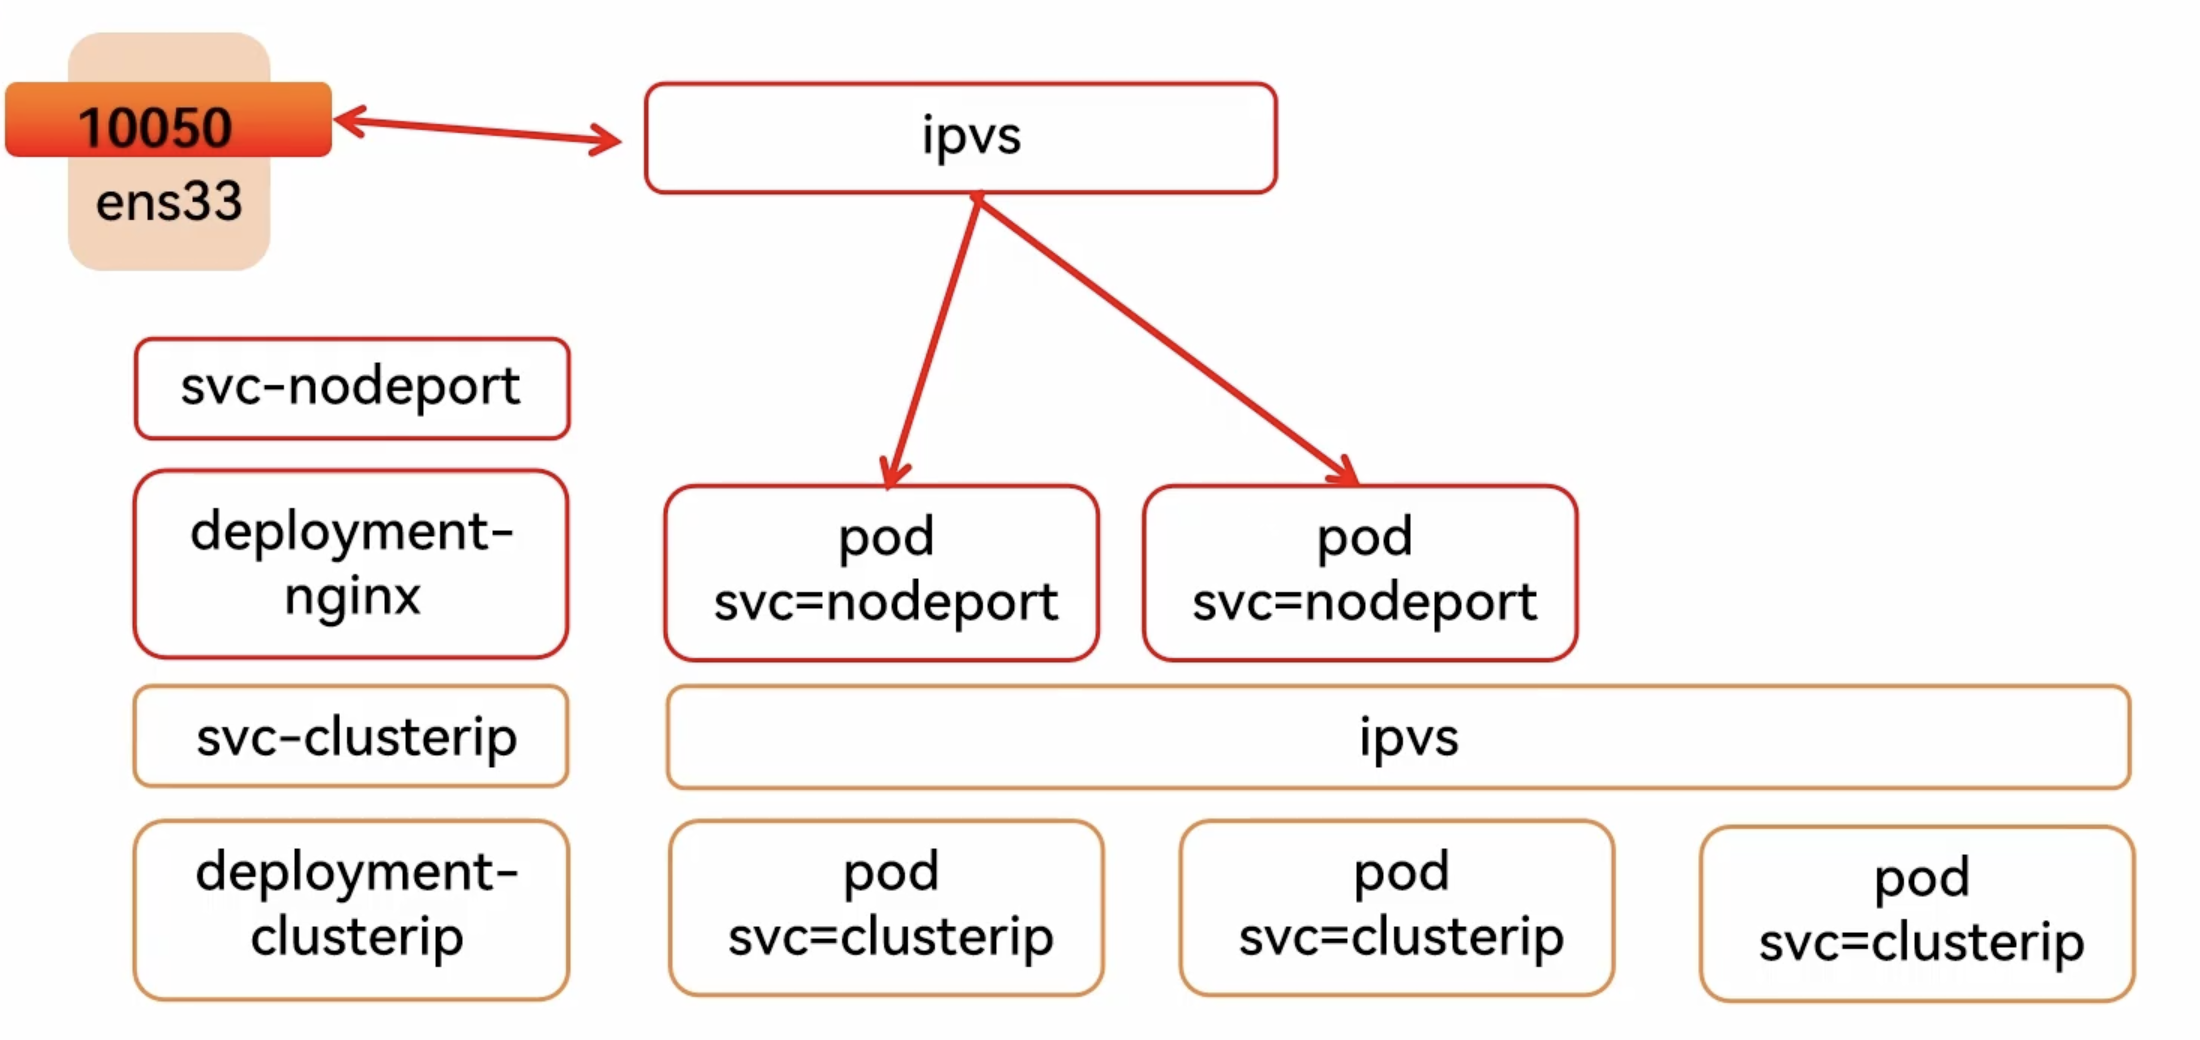 10050
ens33
ipvs
svc-nodeport
deployment-
nginx
pod
svc=nodeport
pod
svc=nodeport
svc-clusterip
ipvs
deployment-
clusterip
pod
svc=clusterip
pod
svc=clusterip
pod
svc=clusterip